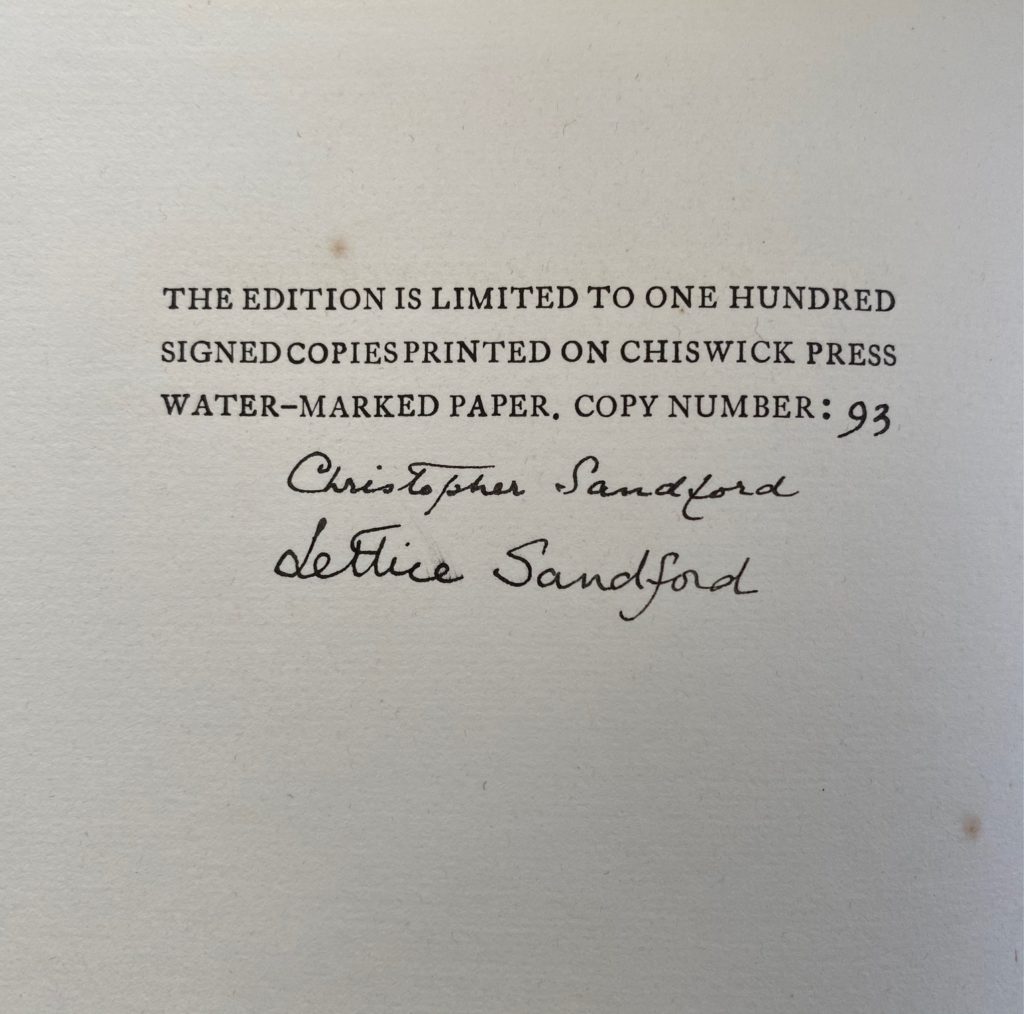 THE EDITION IS LIMITED TO ONE HUNDRED
SIGNED COPIES PRINTED ON CHISWICK PRESS
WATER-MARKED PAPER. COPY NUMBER: 93
Christopher Sandford
Lettice Sandford